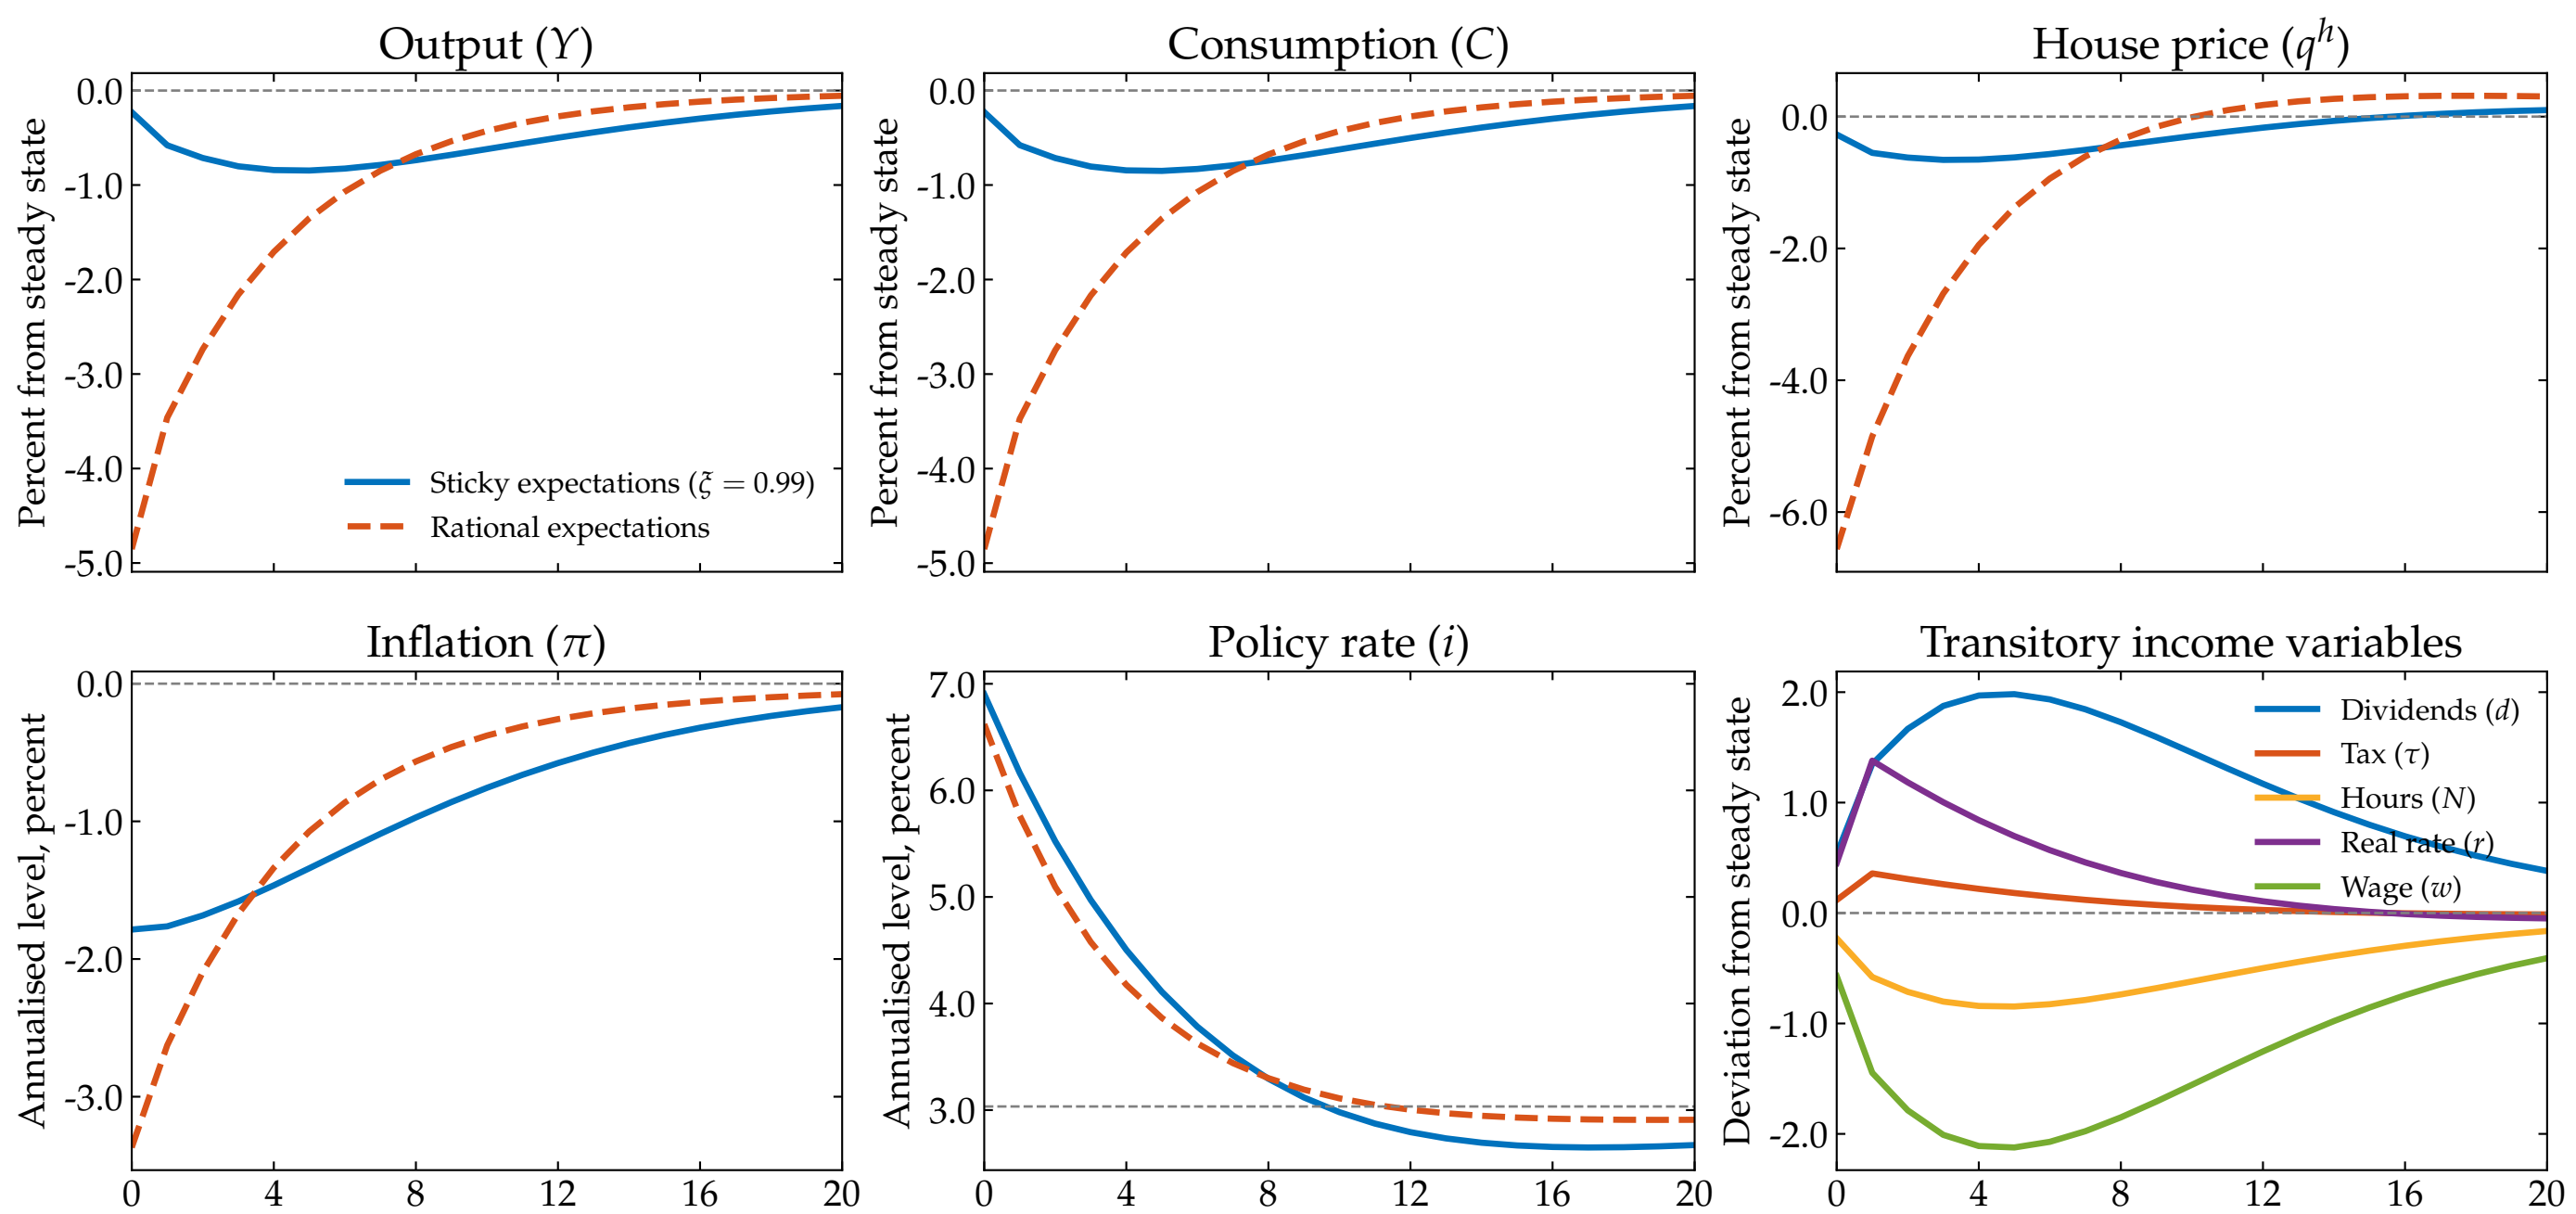 Output (Y)
Percent from steady state
0.0
-1.0
-2.0
-3.0
-4.0
-5.0
Sticky expectations (ξ = 0.99)
Rational expectations
Consumption (C)
Percent from steady state
0.0
-1.0
-2.0
-3.0
-4.0
-5.0
House price (q^h)
Percent from steady state
0.0
-2.0
-4.0
-6.0
Inflation (π)
Annualised level, percent
0.0
-1.0
-2.0
-3.0
0 4 8 12 16 20
Policy rate (i)
Annualised level, percent
7.0
6.0
5.0
4.0
3.0
0 4 8 12 16 20
Transitory income variables
Deviation from steady state
2.0
1.0
0.0
-1.0
-2.0
Dividends (d)
Tax (τ)
Hours (N)
Real rate (r)
Wage (w)
0 4 8 12 16 20